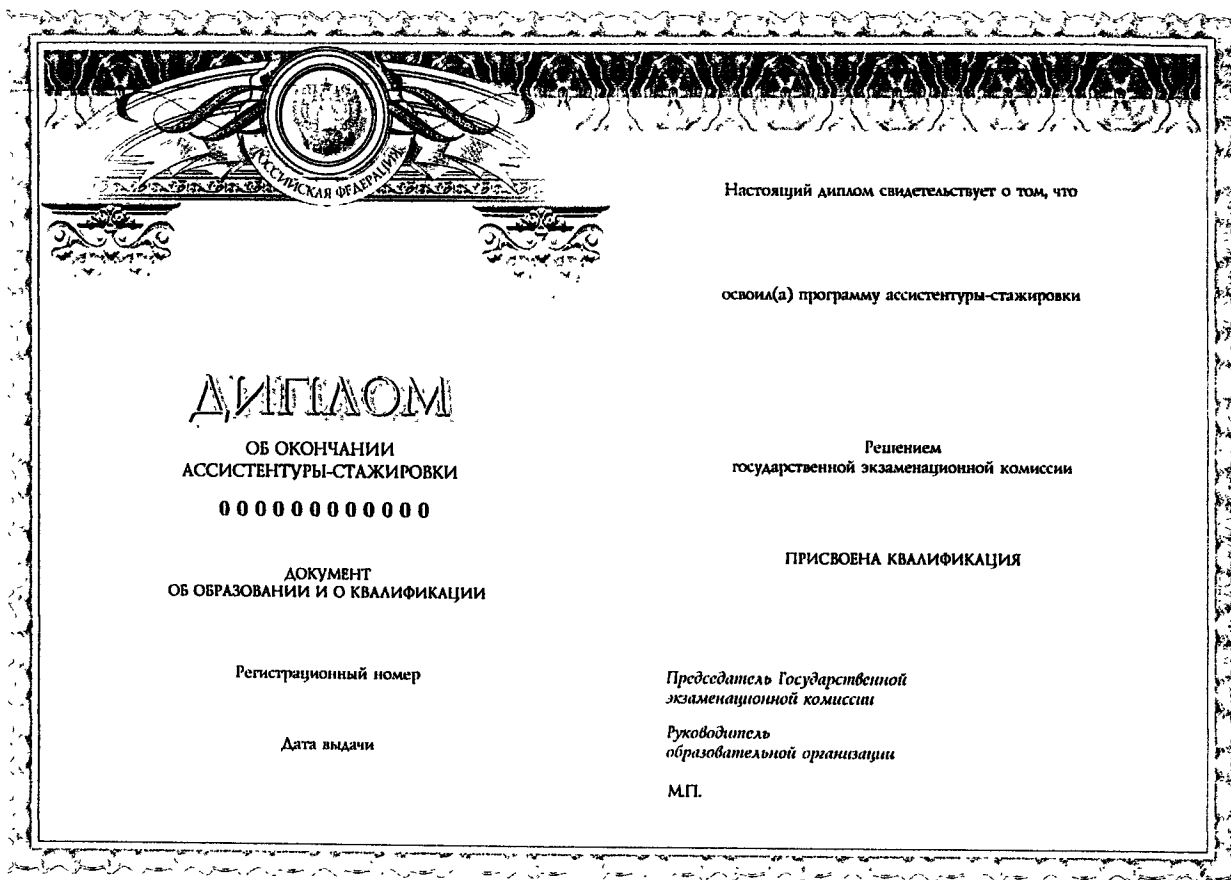 РОССИЙСКАЯ ФЕДЕРАЦИЯ
ДИПЛОМ
ОБ ОКОНЧАНИИ
АССИСТЕНТУРЫ-СТАЖИРОВКИ
000000000000
ДОКУМЕНТ
ОБ ОБРАЗОВАНИИ И О КВАЛИФИКАЦИИ
Регистрационный номер
Дата выдачи
Настоящий диплом свидетельствует о том, что
освоил(а) программу ассистентуры-стажировки
Решением
государственной экзаменационной комиссии
ПРИСВОЕНА КВАЛИФИКАЦИЯ
Председатель Государственной
экзаменационной комиссии
Руководитель
образовательной организации
М.П.